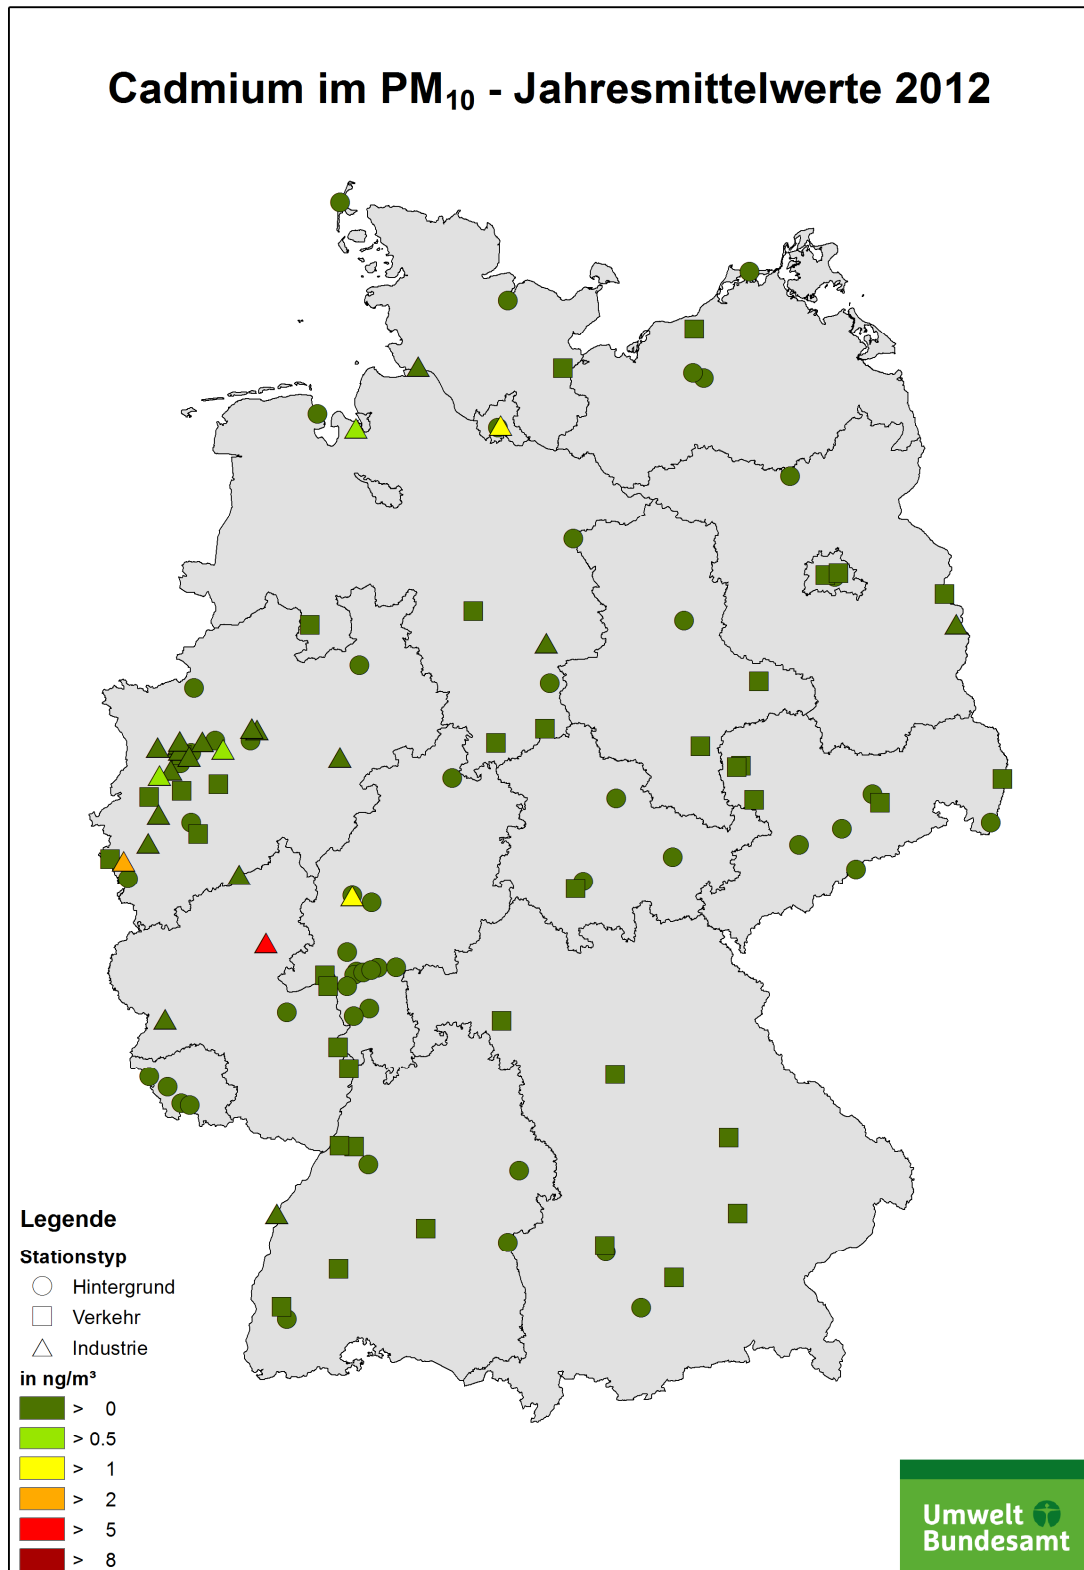 Cadmium im PM₁₀ - Jahresmittelwerte 2012
Legende
Stationstyp
Hintergrund
Verkehr
Industrie
in ng/m³
> 0
> 0.5
> 1
> 2
> 5
> 8
Umwelt
Bundesamt